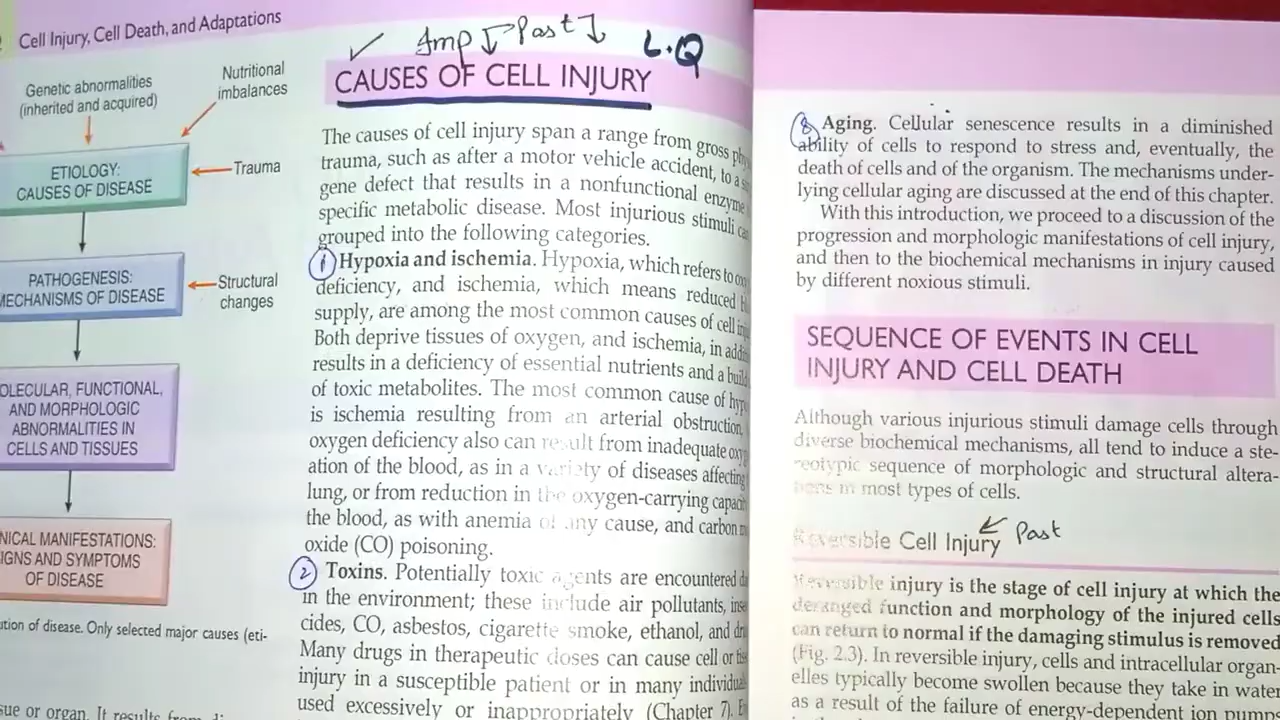 Cell Injury, Cell Death, and Adaptations
Genetic abnormalities
(inherited and acquired)
Nutritional
imbalances
ETIOLOGY:
CAUSES OF DISEASE
Trauma
PATHOGENESIS:
MECHANISMS OF DISEASE
Structural
changes
MOLECULAR, FUNCTIONAL,
AND MORPHOLOGIC
ABNORMALITIES IN
CELLS AND TISSUES
CLINICAL MANIFESTATIONS:
SIGNS AND SYMPTOMS
OF DISEASE
of disease. Only selected major causes (eti-
or organ. It results from
Imp Past L.Q
CAUSES OF CELL INJURY
The causes of cell injury span a range from gross
trauma, such as after a motor vehicle accident, to a
gene defect that results in a nonfunctional enzyme
specific metabolic disease. Most injurious stimuli
grouped into the following categories.
1 Hypoxia and ischemia. Hypoxia, which refers to
deficiency, and ischemia, which means reduced
supply, are among the most common causes of cell
Both deprive tissues of oxygen, and ischemia, in
results in a deficiency of essential nutrients and a
of toxic metabolites. The most common cause of
is ischemia resulting from an arterial obstruction,
oxygen deficiency also can result from inadequate
ation of the blood, as in a variety of diseases affecting
lung, or from reduction in the oxygen-carrying
the blood, as with anemia of any cause, and carbon
oxide (CO) poisoning.
2 Toxins. Potentially toxic agents are encountered
in the environment; these include air pollutants,
cides, CO, asbestos, cigarette smoke, ethanol, and
Many drugs in therapeutic doses can cause cell or
injury in a susceptible patient or in many
used excessively or inappropriately (Chapter 7).
8 Aging. Cellular senescence results in a diminished
ability of cells to respond to stress and, eventually, the
death of cells and of the organism. The mechanisms under-
lying cellular aging are discussed at the end of this chapter.
With this introduction, we proceed to a discussion of the
progression and morphologic manifestations of cell injury,
and then to the biochemical mechanisms in injury caused
by different noxious stimuli.
SEQUENCE OF EVENTS IN CELL
INJURY AND CELL DEATH
Although various injurious stimuli damage cells through
diverse biochemical mechanisms, all tend to induce a ste-
reotypic sequence of morphologic and structural altera-
tions in most types of cells.
Reversible Cell Injury Past
Reversible injury is the stage of cell injury at which the
deranged function and morphology of the injured cells
can return to normal if the damaging stimulus is removed
(Fig. 2.3). In reversible injury, cells and intracellular organ-
elles typically become swollen because they take in water
as a result of the failure of energy-dependent ion pumps